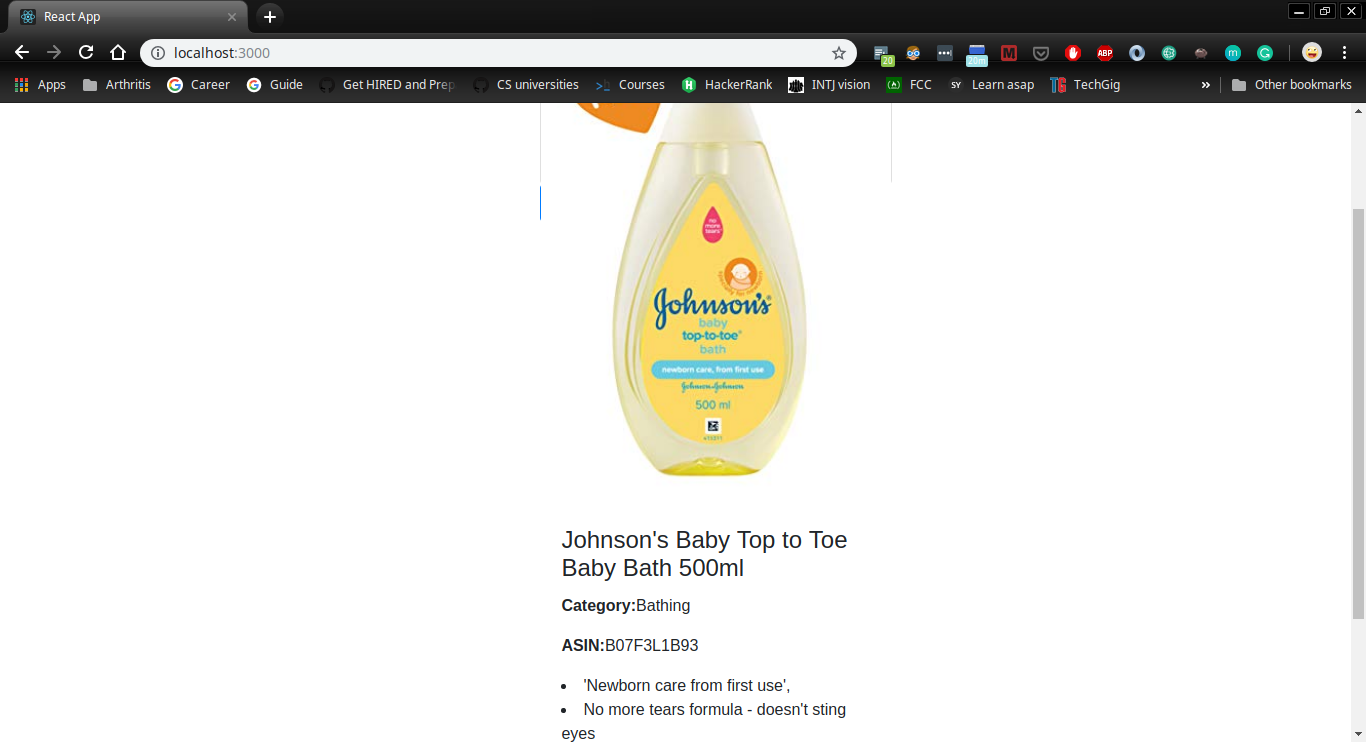 React App
localhost:3000
20
20m
M
ABP
m
G
Apps
Arthritis
Career
Guide
Get HIRED and Prep
CS universities
Courses
HackerRank
INTJ vision
FCC
SY
Learn asap
TG
TechGig
»
Other bookmarks
no
more
tears
Johnson's®
baby
top-to-toe®
bath
newborn care, from first use
Johnson & Johnson
500 ml
Johnson's Baby Top to Toe
Baby Bath 500ml
Category:Bathing
ASIN:B07F3L1B93
• 'Newborn care from first use',
• No more tears formula - doesn't sting
eyes